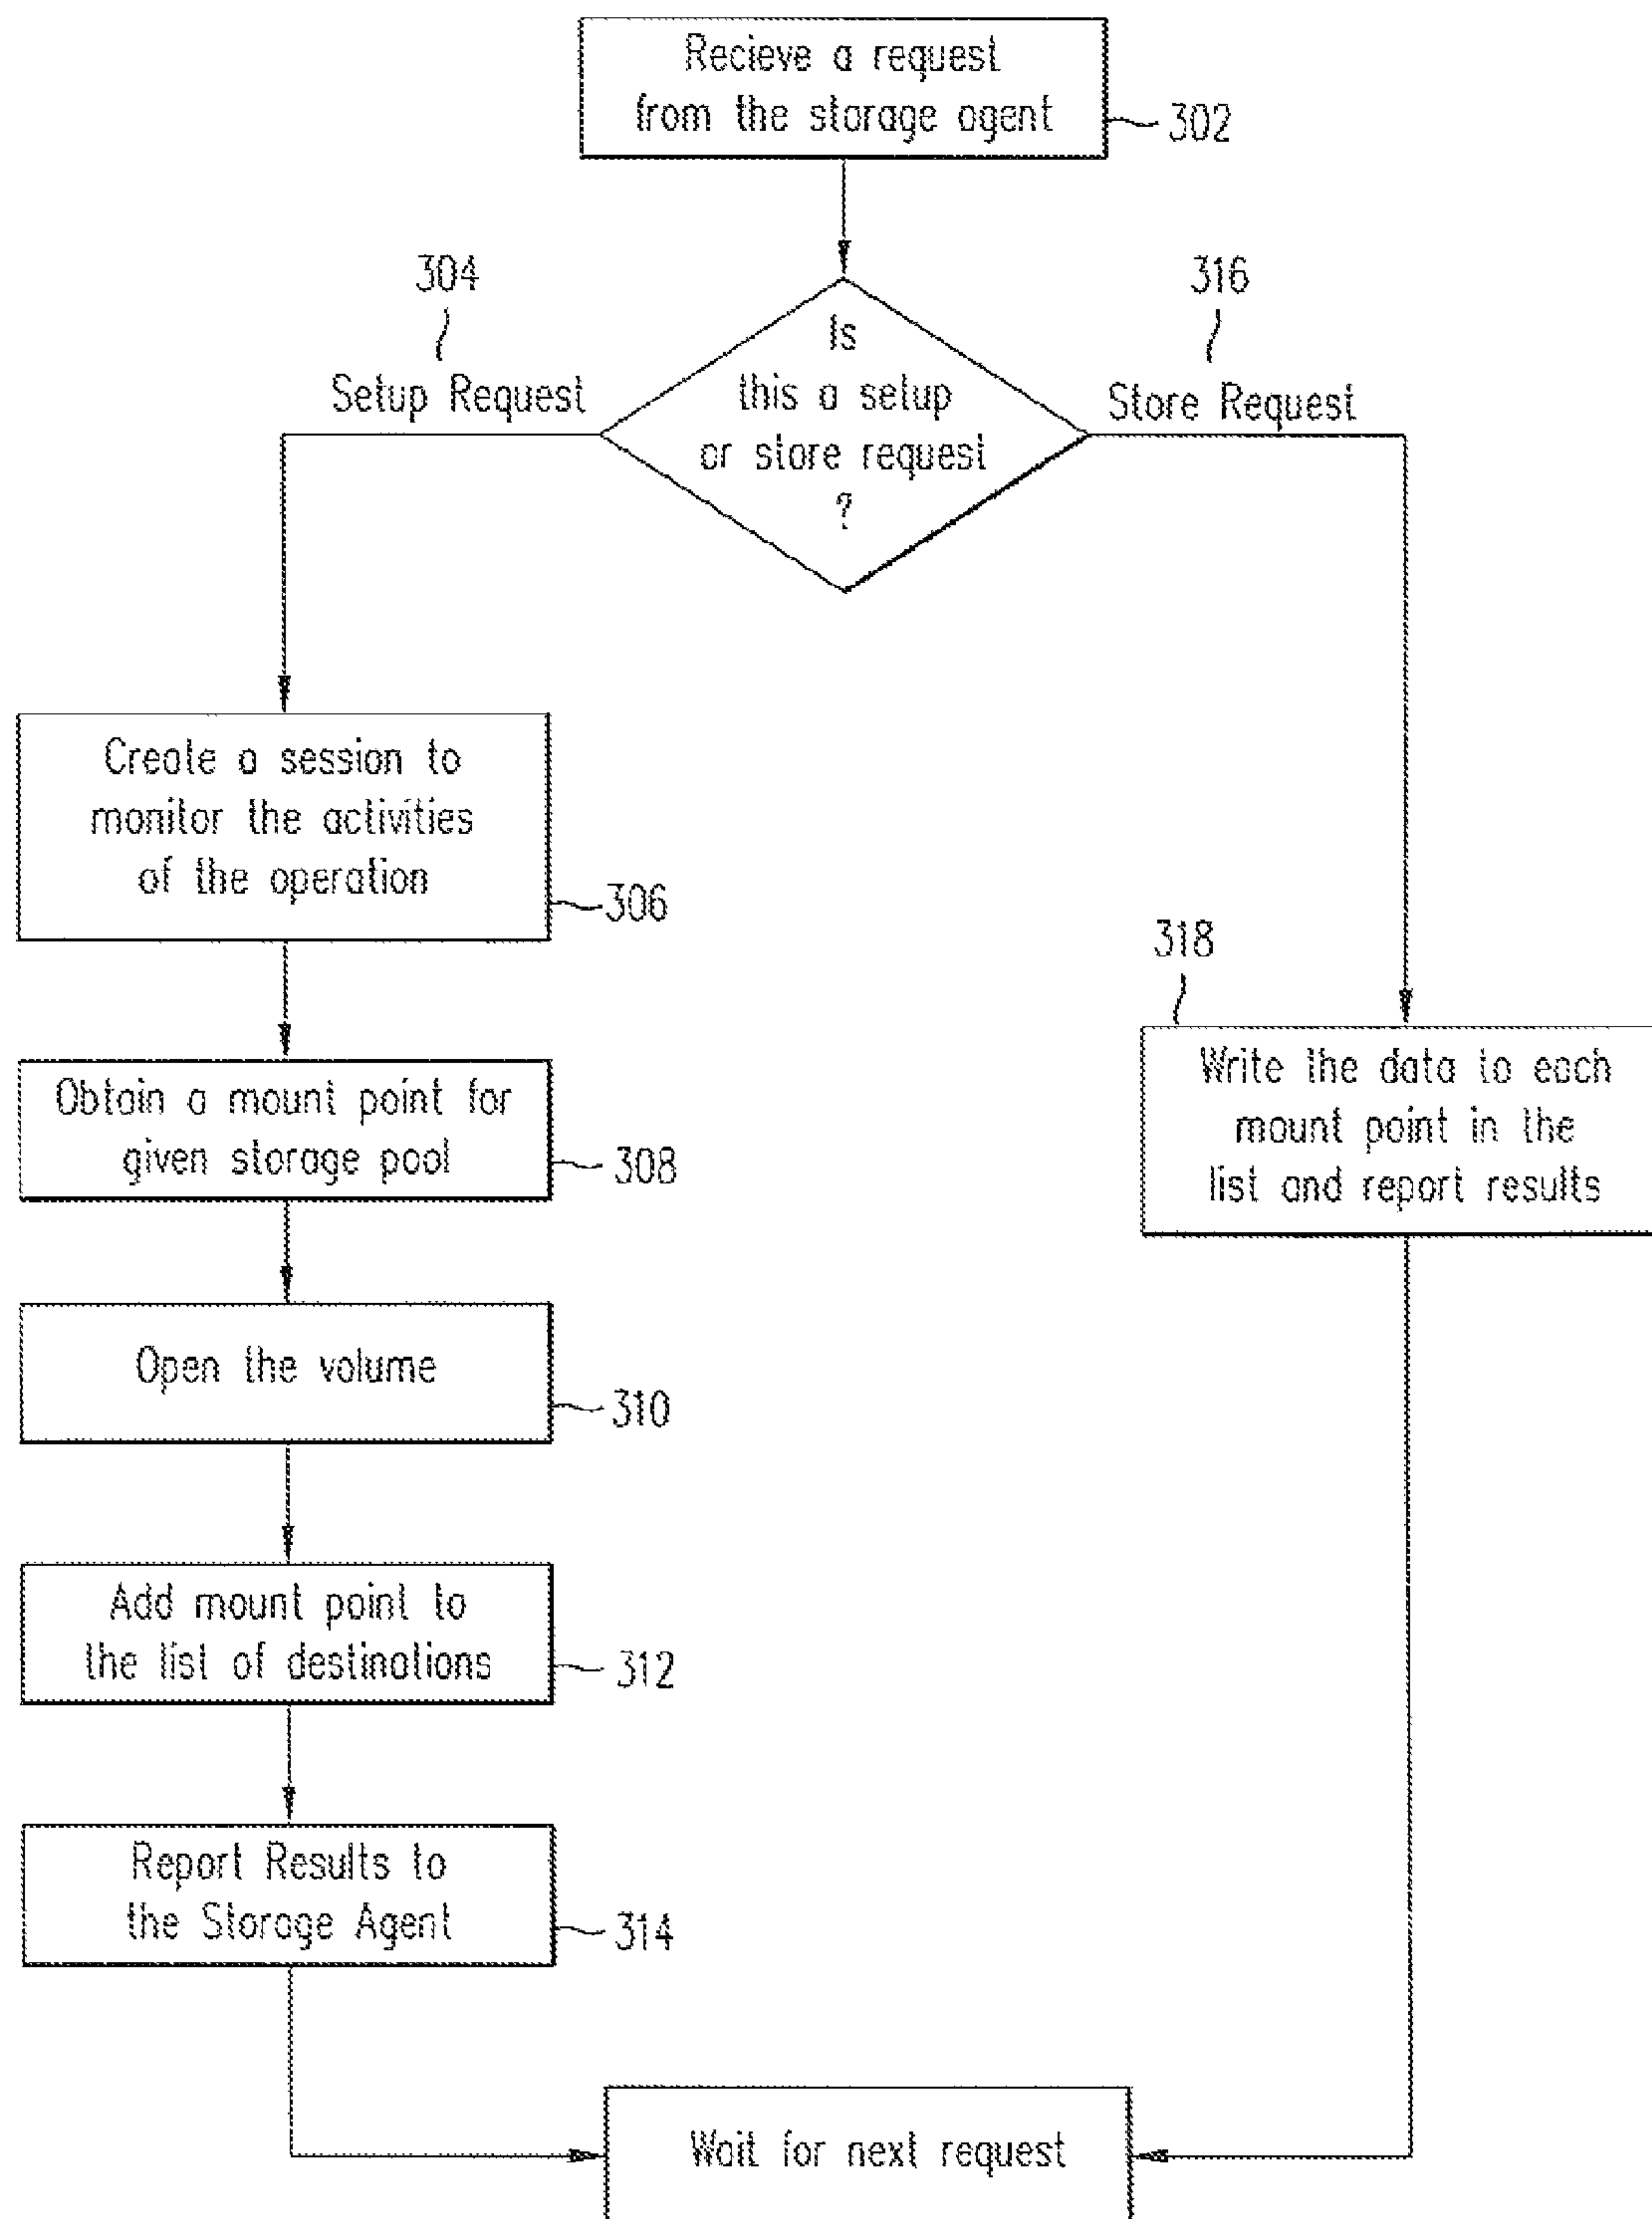 Recieve a request
from the storage agent
302
304
316
Setup Request
Is
this a setup
or store request
?
Store Request
Create a session to
monitor the activities
of the operation
306
Obtain a mount point for
given storage pool
308
Open the volume
310
Add mount point to
the list of destinations
312
Report Results to
the Storage Agent
314
318
Write the data to each
mount point in the
list and report results
Wait for next request